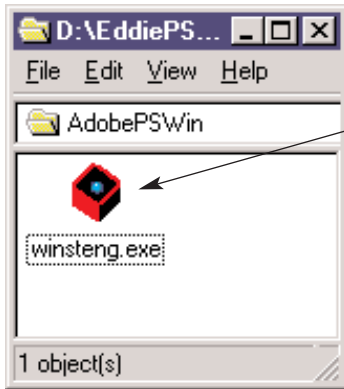 D:\EddiePS...
File Edit View Help
AdobePSWin
winsteng.exe
1 object(s)